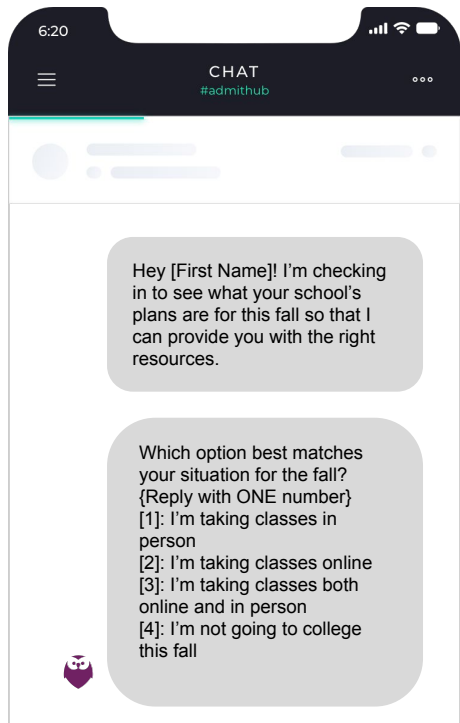 6:20
CHAT
#admithub
Hey [First Name]! I’m checking
in to see what your school’s
plans are for this fall so that I
can provide you with the right
resources.
Which option best matches
your situation for the fall?
{Reply with ONE number}
[1]: I’m taking classes in
person
[2]: I’m taking classes online
[3]: I’m taking classes both
online and in person
[4]: I’m not going to college
this fall